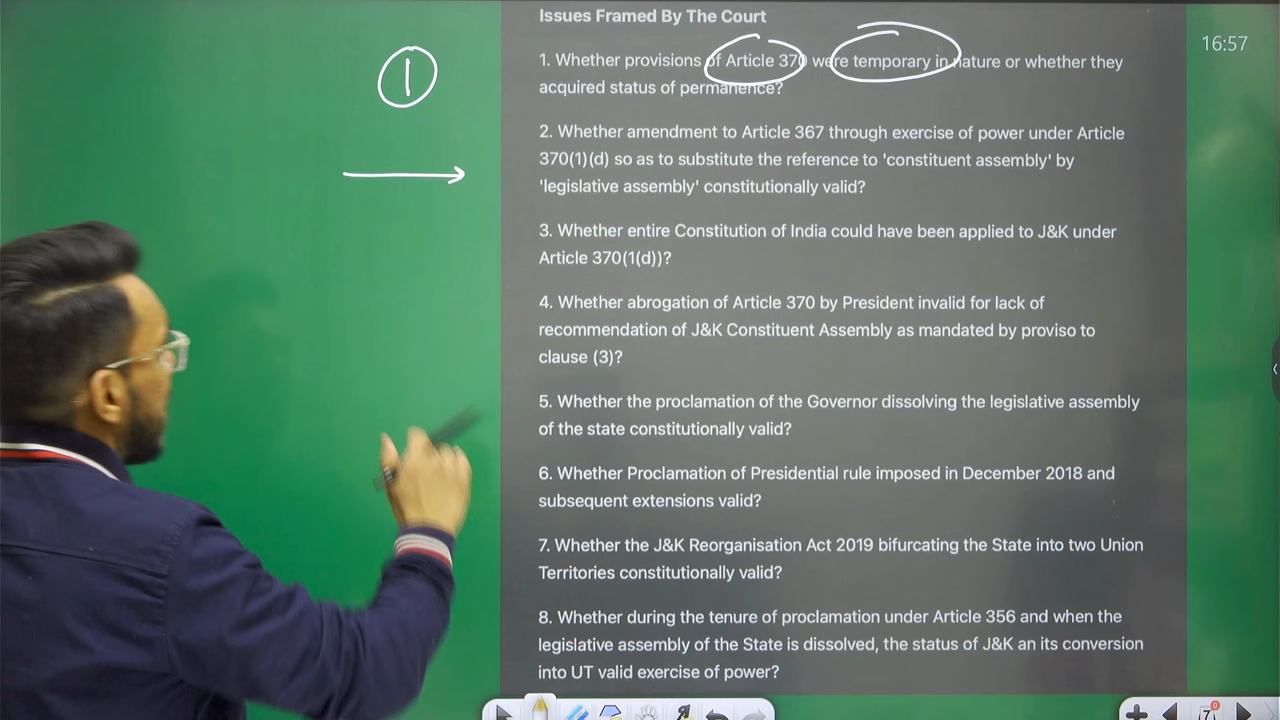 Issues Framed By The Court
16:57
1
1. Whether provisions of Article 370 were temporary in nature or whether they
acquired status of permanence?
2. Whether amendment to Article 367 through exercise of power under Article
370(1)(d) so as to substitute the reference to 'constituent assembly' by
'legislative assembly' constitutionally valid?
3. Whether entire Constitution of India could have been applied to J&K under
Article 370(1(d))?
4. Whether abrogation of Article 370 by President invalid for lack of
recommendation of J&K Constituent Assembly as mandated by proviso to
clause (3)?
5. Whether the proclamation of the Governor dissolving the legislative assembly
of the state constitutionally valid?
6. Whether Proclamation of Presidential rule imposed in December 2018 and
subsequent extensions valid?
7. Whether the J&K Reorganisation Act 2019 bifurcating the State into two Union
Territories constitutionally valid?
8. Whether during the tenure of proclamation under Article 356 and when the
legislative assembly of the State is dissolved, the status of J&K an its conversion
into UT valid exercise of power?